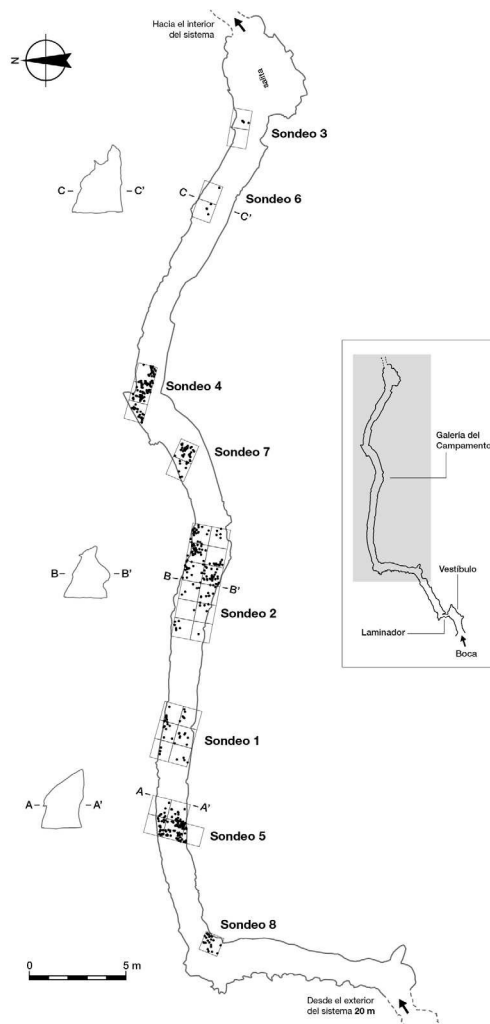 Hacia el interior
del sistema
N
salita
Sondeo 3
C
C'
C
Sondeo 6
C'
Sondeo 4
Sondeo 7
B
B'
B
B'
Sondeo 2
Galería del
Campamento
Vestíbulo
Laminador
Boca
Sondeo 1
A
A'
A
A'
Sondeo 5
Sondeo 8
0
5 m
Desde el exterior
del sistema 20 m